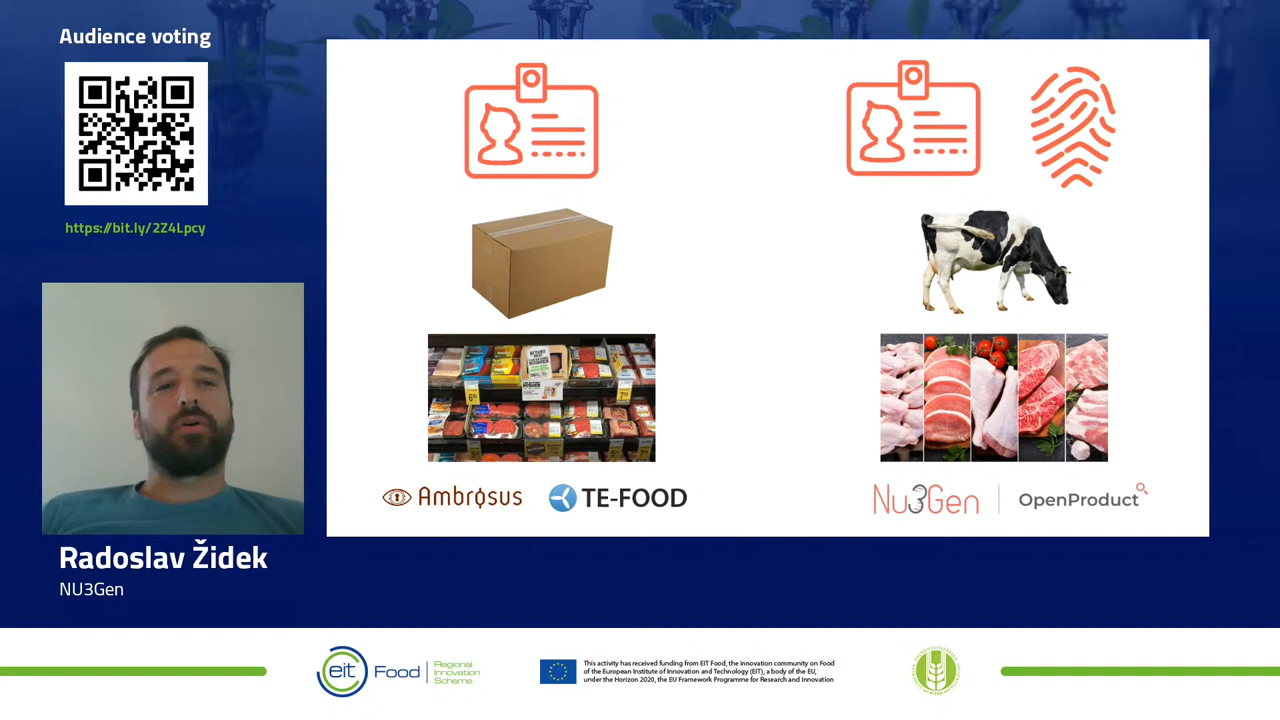 Audience voting
https://bit.ly/2Z4Lpcy
Ambrosus
TE-FOOD
Nu3Gen
OpenProduct
Radoslav Židek
NU3Gen
eit Food
Regional
Innovation
Scheme
This activity has received funding from EIT Food, the innovation community on Food
of the European Institute of Innovation and Technology (EIT), a body of the EU,
under the Horizon 2020, the EU Framework Programme for Research and Innovation